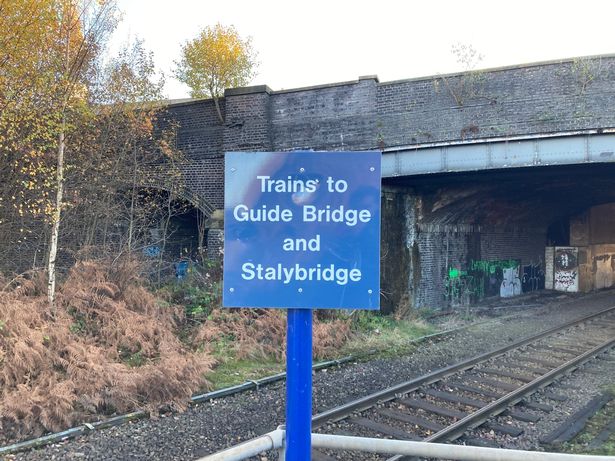 Trains to
Guide Bridge
and
Stalybridge